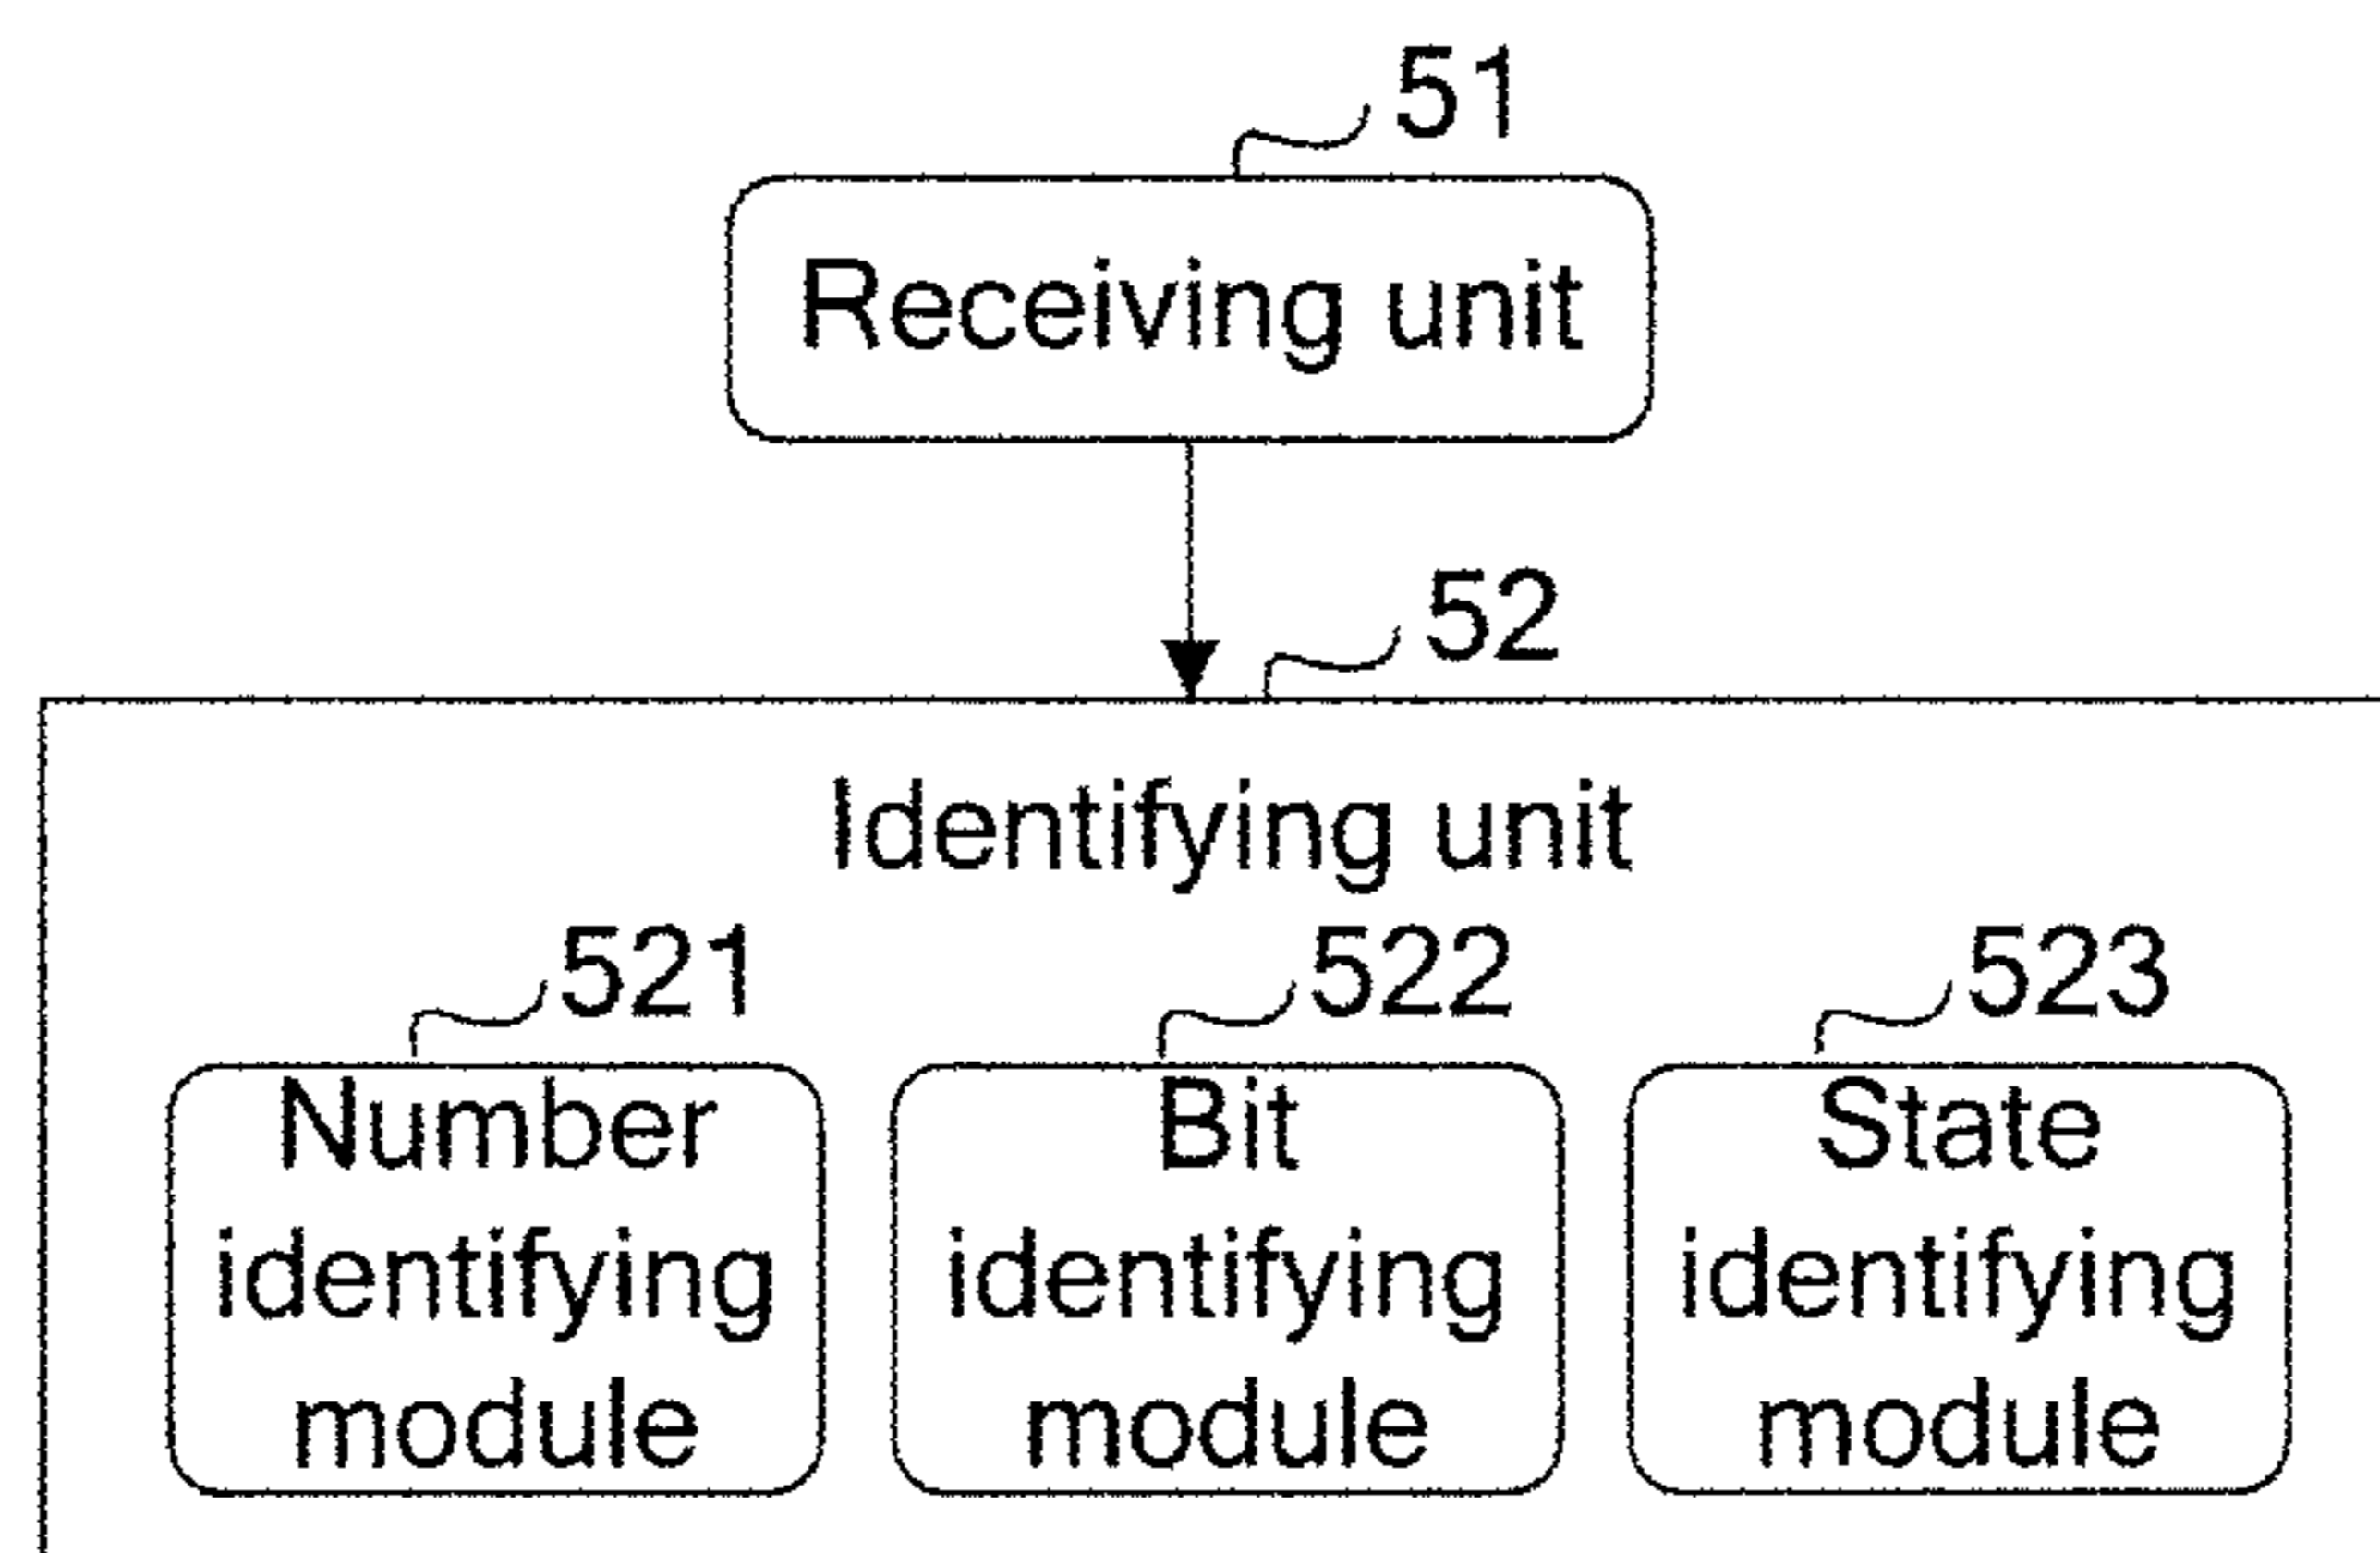 51
Receiving unit
52
Identifying unit
521
522
523
Number
identifying
module
Bit
identifying
module
State
identifying
module